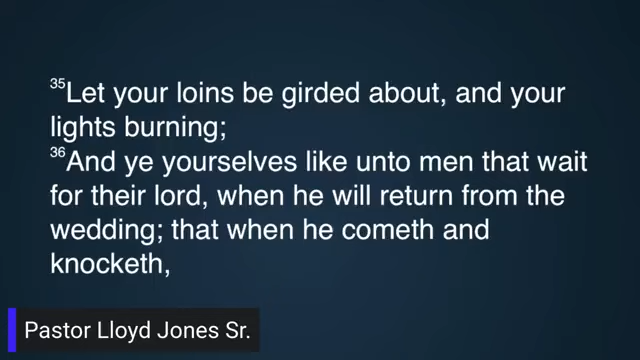 35Let your loins be girded about, and your
lights burning;
36And ye yourselves like unto men that wait
for their lord, when he will return from the
wedding; that when he cometh and
knocketh,
Pastor Lloyd Jones Sr.